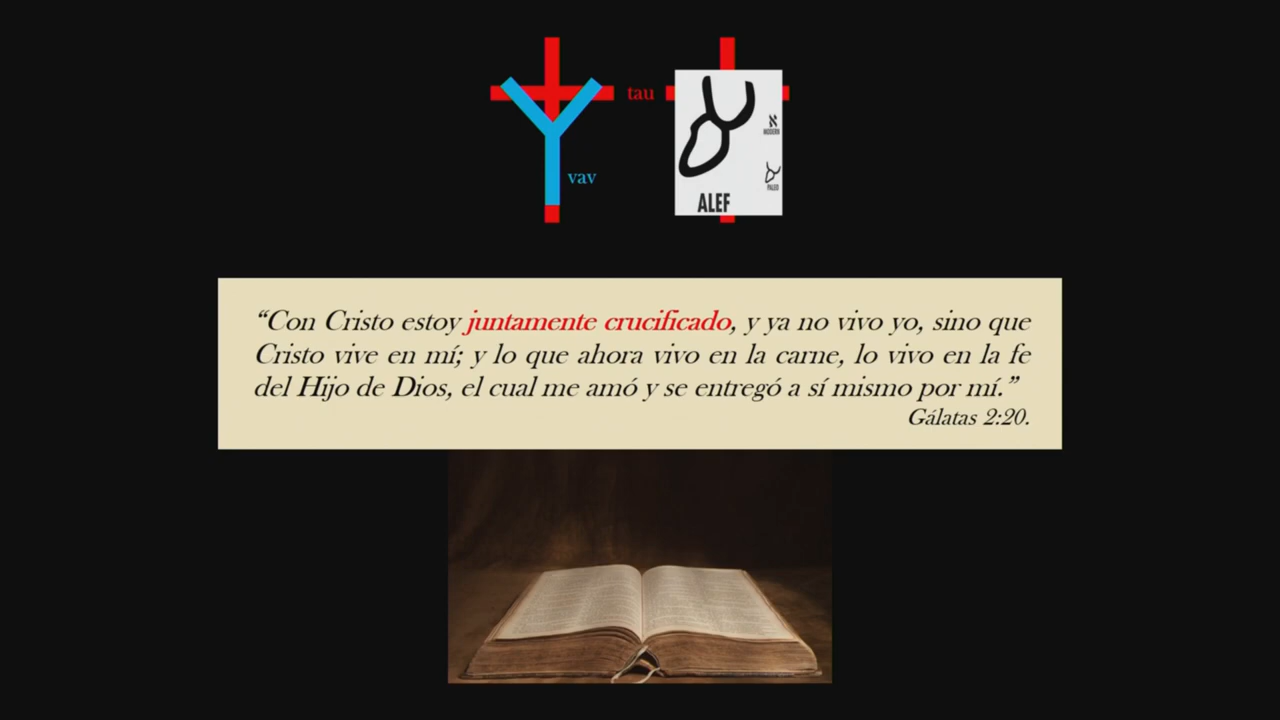 tau
vav
א
MODERN
PALEO
ALEF
“Con Cristo estoy juntamente crucificado, y ya no vivo yo, sino que
Cristo vive en mí; y lo que ahora vivo en la carne, lo vivo en la fe
del Hijo de Dios, el cual me amó y se entregó a sí mismo por mí.”
Gálatas 2:20.